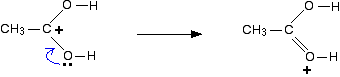 O—H O—H
CH₃—C+ CH₃—C
O—H O—H
+